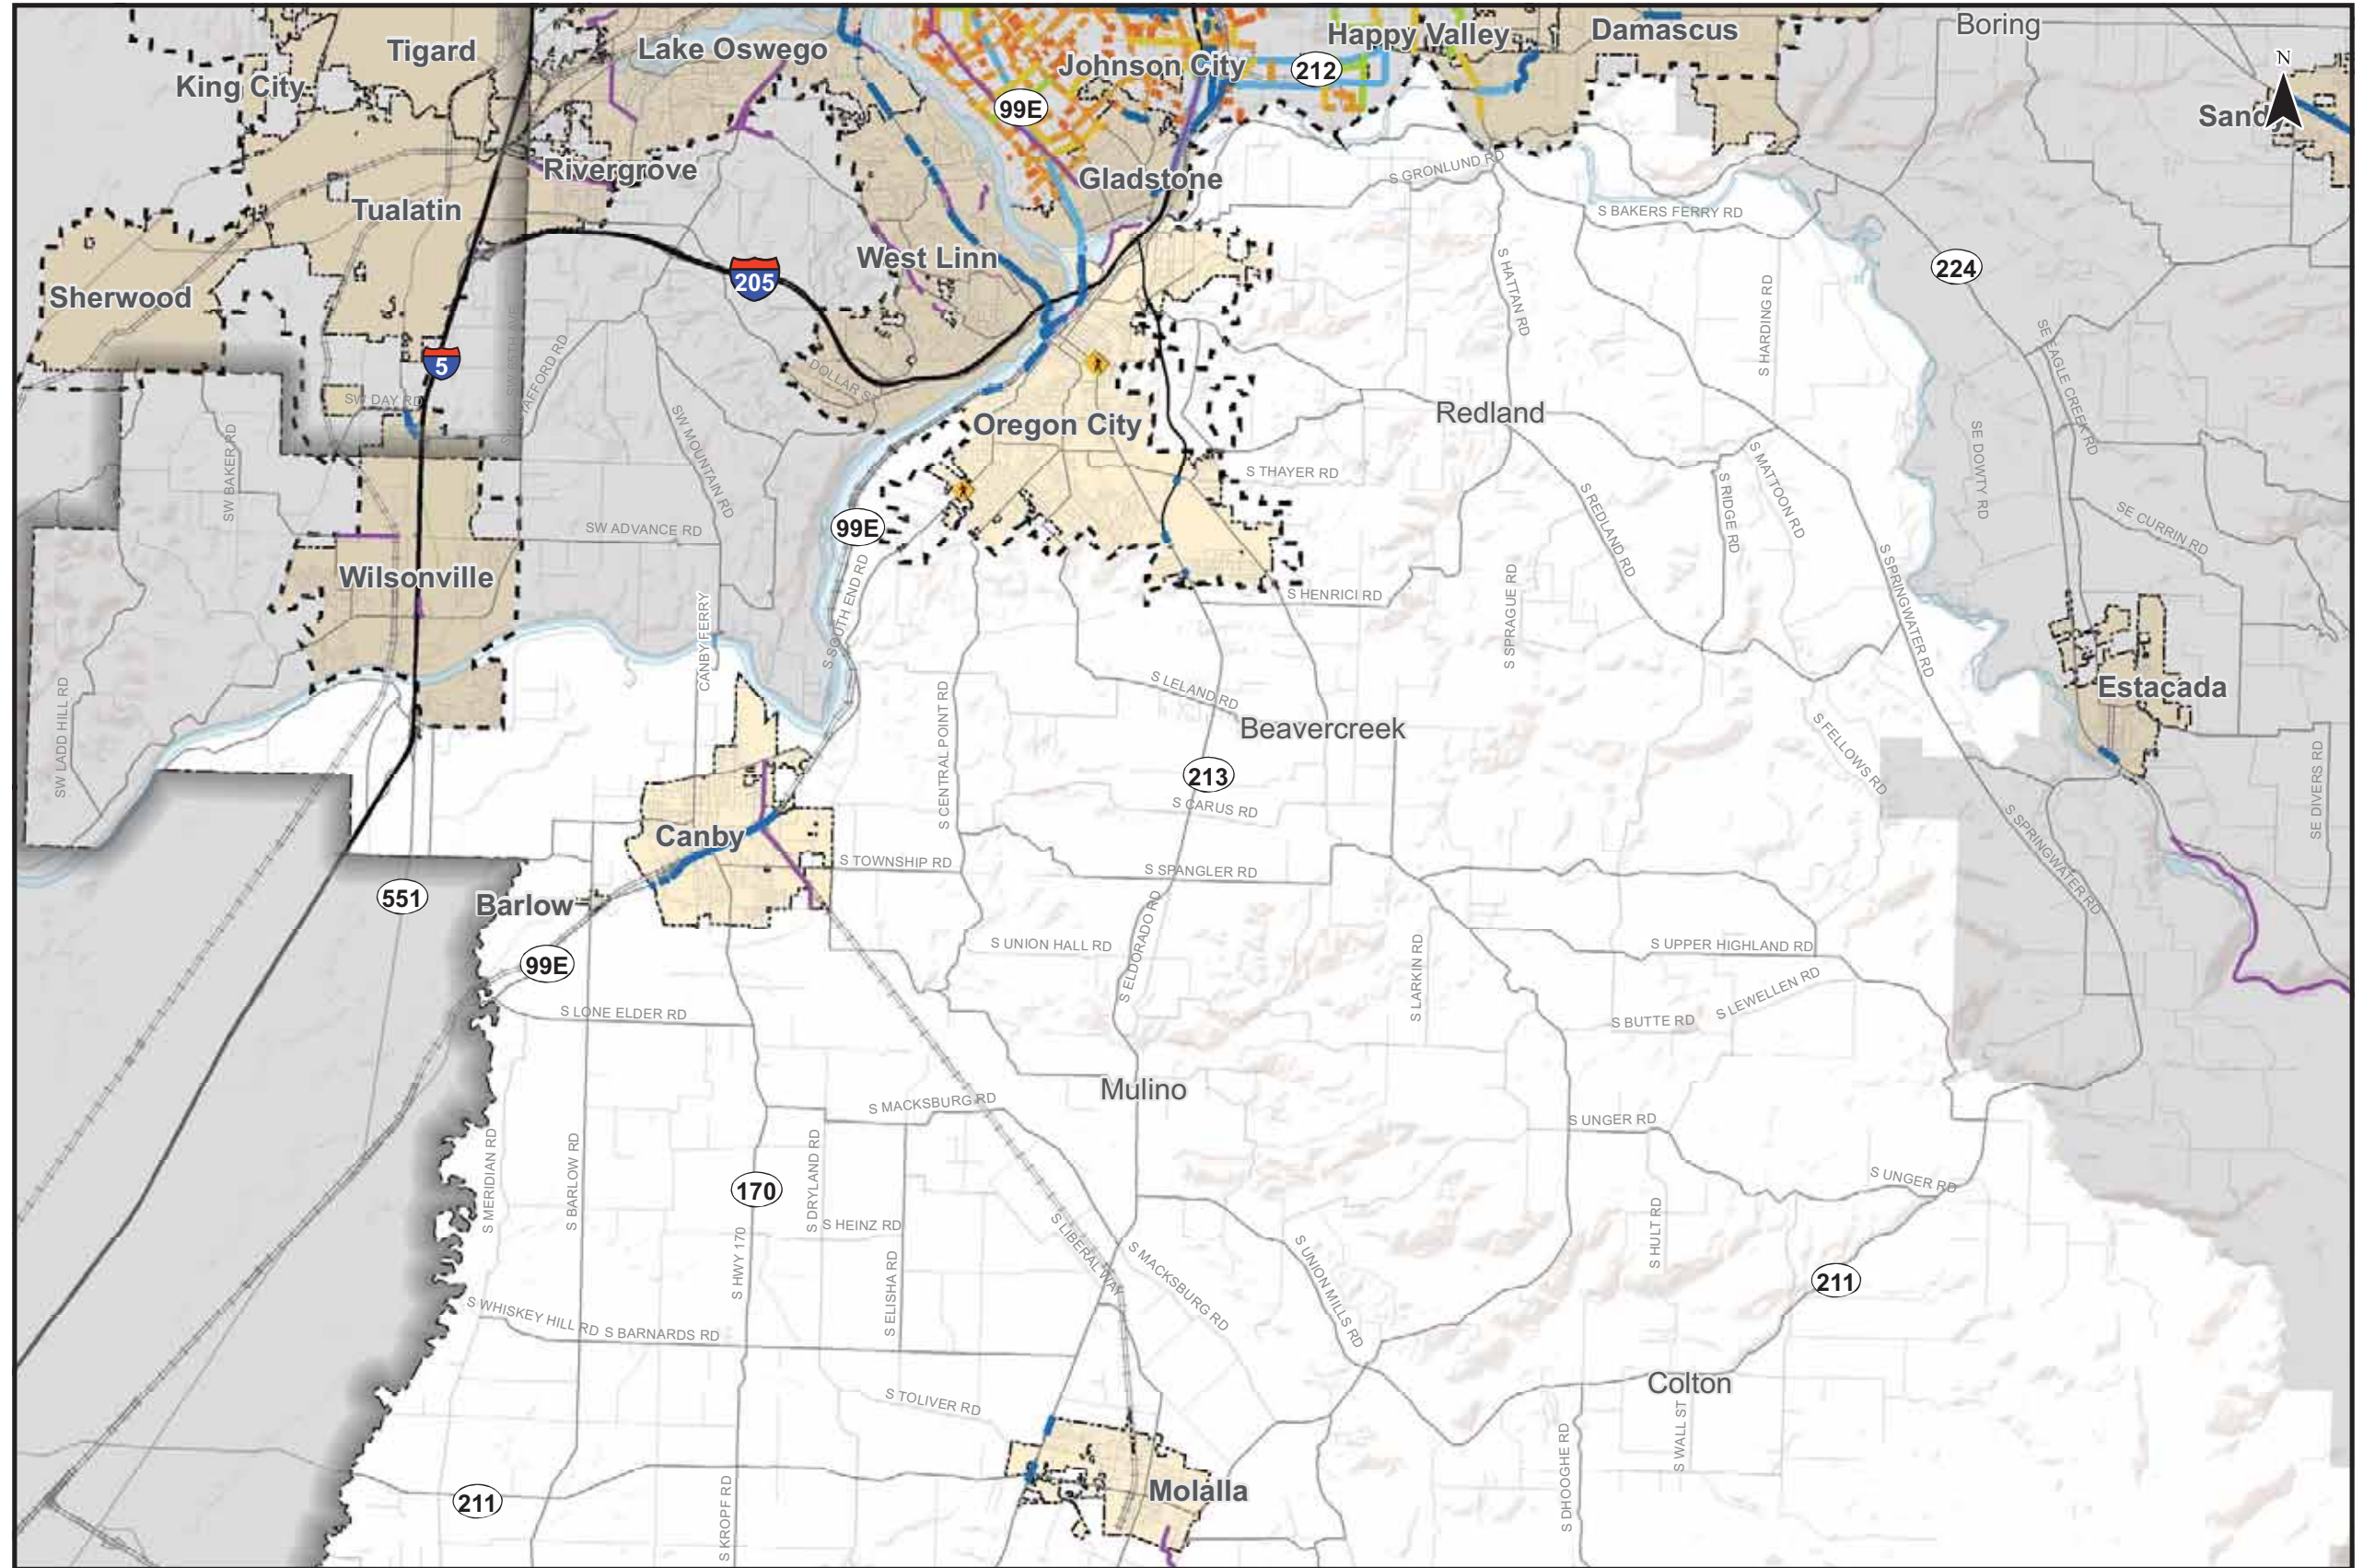 Boring
Tigard
Lake Oswego
Happy Valley
Damascus
King City
Johnson City
212
N
99E
Sandy
Rivergrove
Gladstone
S GRONLUND RD
Tualatin
S BAKERS FERRY RD
West Linn
224
205
Sherwood
S HATTAN RD
S HARDING RD
5
SW 65TH AVE
STAFFORD RD
SE EAGLE CREEK RD
DOLLAR ST
SW DAY RD
Redland
Oregon City
SW BAKER RD
SW MOUNTAIN RD
S THAYER RD
S MATTOON RD
SE DOWTY RD
S RIDGE RD
S REDLAND RD
SW ADVANCE RD
99E
SE CURRIN RD
Wilsonville
S HENRICI RD
S SPRAGUE RD
S SPRINGWATER RD
S SOUTH END RD
CANBY FERRY
S LELAND RD
Estacada
SW LADD HILL RD
S CENTRAL POINT RD
Beavercreek
S FELLOWS RD
213
S CARUS RD
SE DIVERS RD
Canby
S TOWNSHIP RD
S SPANGLER RD
S SPRINGWATER RD
551
Barlow
S UNION HALL RD
S ELDORADO RD
S UPPER HIGHLAND RD
99E
S LARKIN RD
S LEWELLEN RD
S LONE ELDER RD
S BUTTE RD
Mulino
S MACKSBURG RD
S UNGER RD
S MERIDIAN RD
S BARLOW RD
S DRYLAND RD
S UNGER RD
170
S HEINZ RD
S HULT RD
S LIBERAL WAY
S MACKSBURG RD
S UNION MILLS RD
S HWY 170
S ELISHA RD
211
S WHISKEY HILL RD
S BARNARDS RD
Colton
S TOLIVER RD
S WALL ST
S DHOOGHE RD
Molalla
211
S KROPF RD